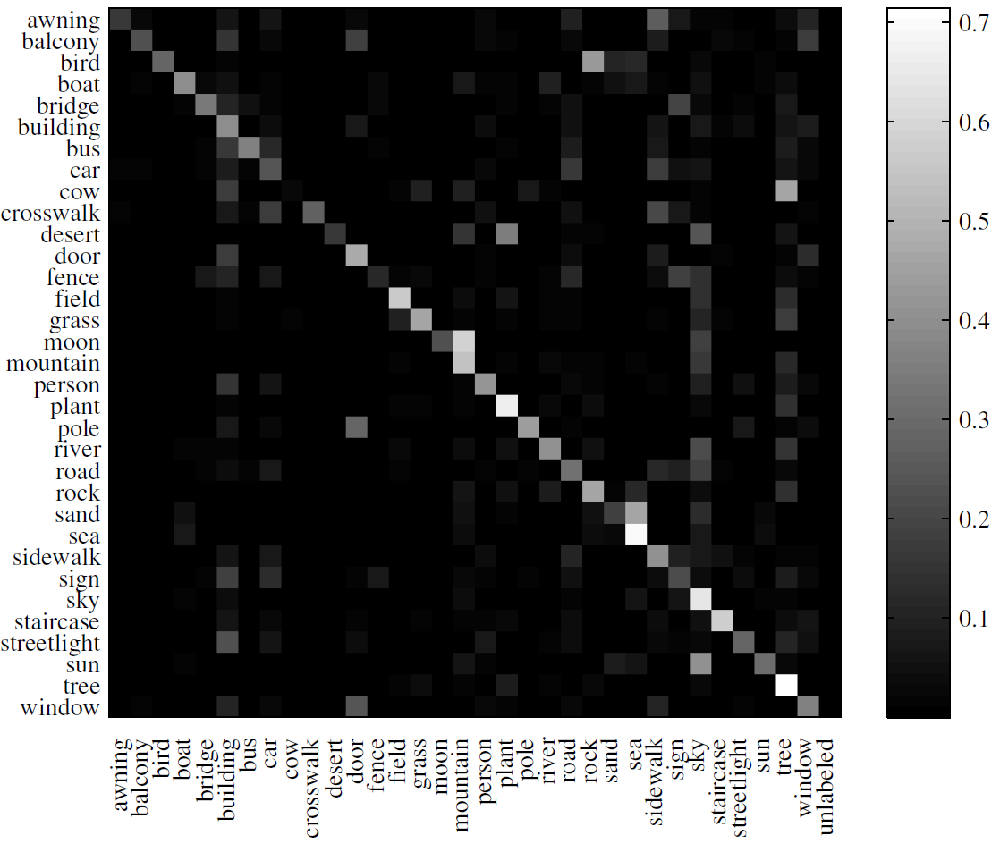 awning
balcony
bird
boat
bridge
building
bus
car
cow
crosswalk
desert
door
fence
field
grass
moon
mountain
person
plant
pole
river
road
rock
sand
sea
sidewalk
sign
sky
staircase
streetlight
sun
tree
window
awning
balcony
bird
boat
bridge
building
bus
car
cow
crosswalk
desert
door
fence
field
grass
moon
mountain
person
plant
pole
river
road
rock
sand
sea
sidewalk
sign
sky
staircase
streetlight
sun
tree
window
unlabeled
0.7
0.6
0.5
0.4
0.3
0.2
0.1